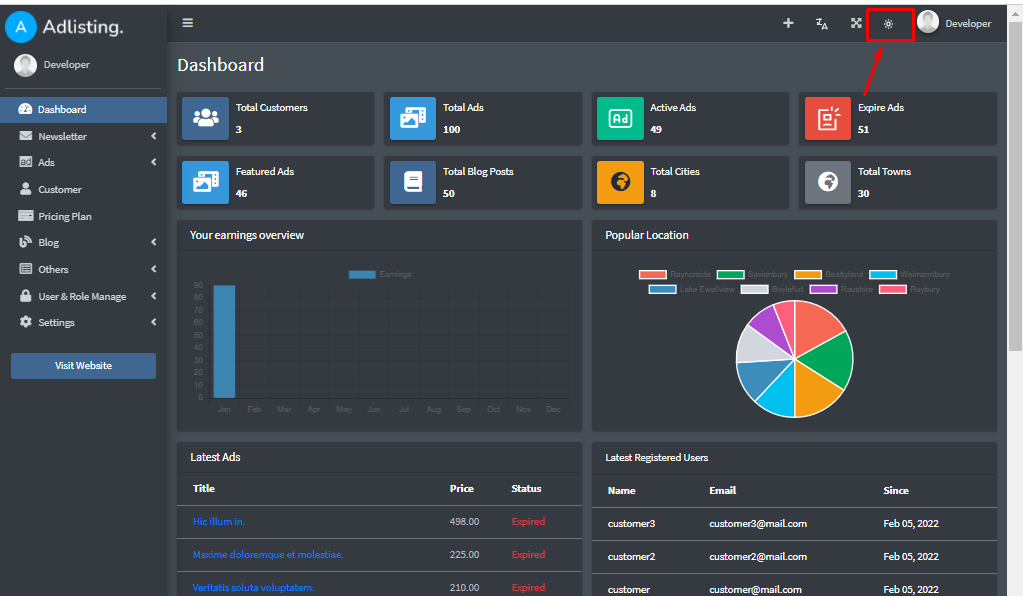 A Adlisting.
Developer
Developer
Dashboard
Newsletter
Ads
Customer
Pricing Plan
Blog
Others
User & Role Manage
Settings
Visit Website
Dashboard
Total Customers
3
Total Ads
100
Ad
Active Ads
49
Expire Ads
51
Featured Ads
46
Total Blog Posts
50
Total Cities
8
Total Towns
30
Your earnings overview
Earnings
90
80
70
60
50
40
30
20
10
0
Jan Feb Mar Apr May Jun Jul Aug Sep Oct Nov Dec
Popular Location
Raynorside Savionbury Beattyland Weimannbury
Lake Ewellview Boylefurt Raushire Raybury
Latest Ads
Title Price Status
Hic illum in. 498.00 Expired
Maxime doloremque et molestiae. 225.00 Expired
Veritatis soluta voluptatem. 210.00 Expired
Latest Registered Users
Name Email Since
customer3 customer3@mail.com Feb 05, 2022
customer2 customer2@mail.com Feb 05, 2022
customer customer@mail.com Feb 05, 2022